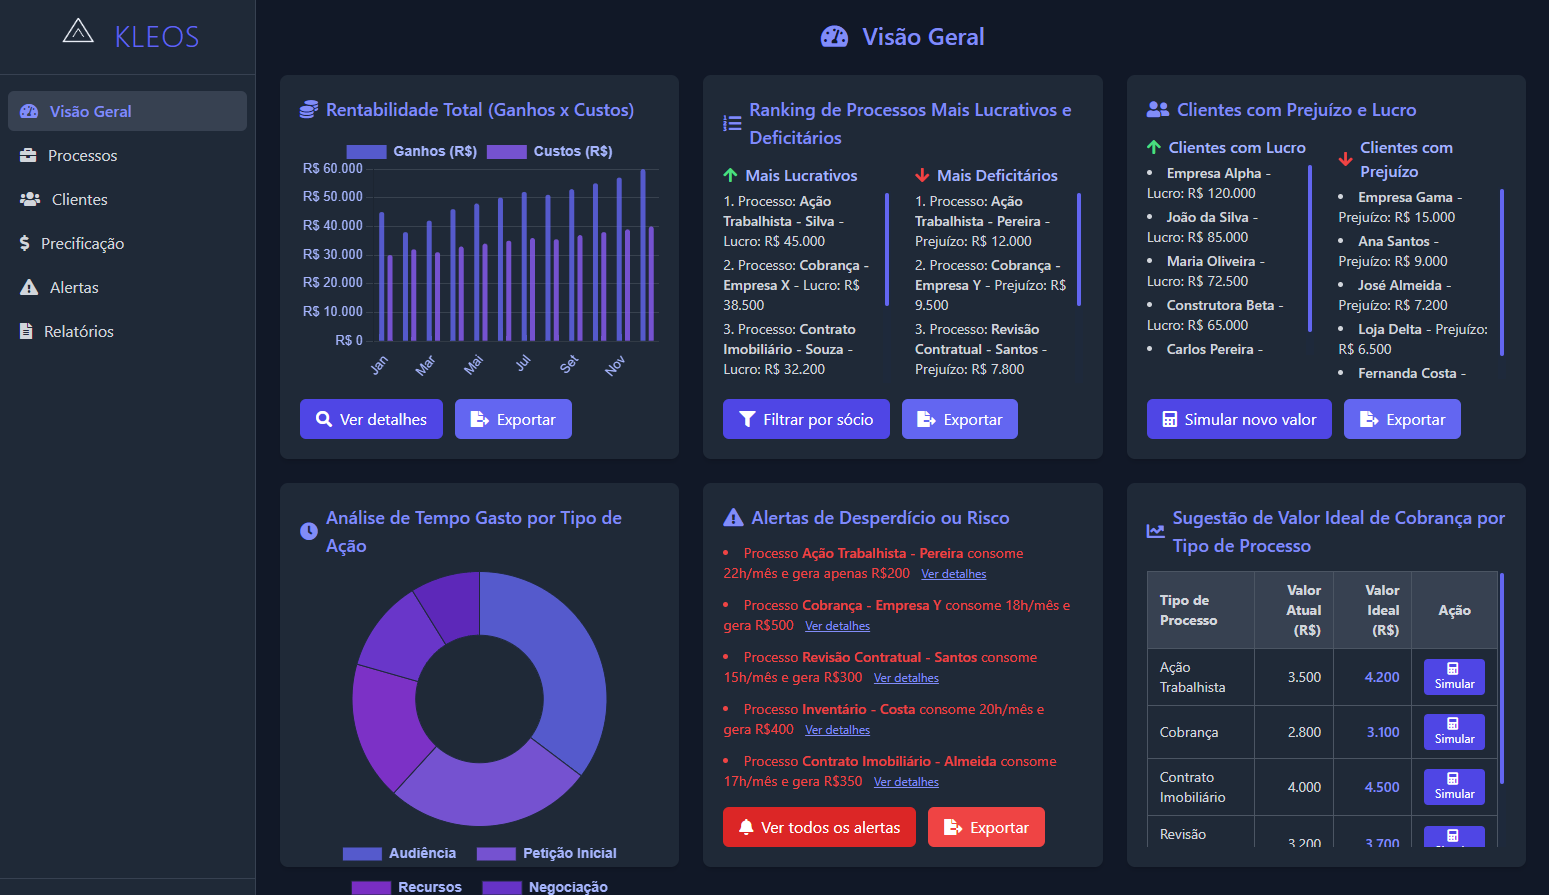 KLEOS
Visão Geral
Processos
Clientes
Precificação
Alertas
Relatórios
Visão Geral
Rentabilidade Total (Ganhos x Custos)
Ganhos (R$) Custos (R$)
R$ 60.000
R$ 50.000
R$ 40.000
R$ 30.000
R$ 20.000
R$ 10.000
R$ 0
Jan Mar Mai Jul Set Nov
Ver detalhes Exportar
Ranking de Processos Mais Lucrativos e
Deficitários
Mais Lucrativos
1. Processo: Ação
Trabalhista - Silva -
Lucro: R$ 45.000
2. Processo: Cobrança -
Empresa X - Lucro: R$
38.500
3. Processo: Contrato
Imobiliário - Souza -
Lucro: R$ 32.200
Mais Deficitários
1. Processo: Ação
Trabalhista - Pereira -
Prejuízo: R$ 12.000
2. Processo: Cobrança -
Empresa Y - Prejuízo: R$
9.500
3. Processo: Revisão
Contratual - Santos -
Prejuízo: R$ 7.800
Filtrar por sócio Exportar
Clientes com Prejuízo e Lucro
Clientes com Lucro
• Empresa Alpha -
Lucro: R$ 120.000
• João da Silva -
Lucro: R$ 85.000
• Maria Oliveira -
Lucro: R$ 72.500
• Construtora Beta -
Lucro: R$ 65.000
• Carlos Pereira -
Clientes com
Prejuízo
• Empresa Gama -
Prejuízo: R$ 15.000
• Ana Santos -
Prejuízo: R$ 9.000
• José Almeida -
Prejuízo: R$ 7.200
• Loja Delta - Prejuízo:
R$ 6.500
• Fernanda Costa -
Simular novo valor Exportar
Análise de Tempo Gasto por Tipo de
Ação
Audiência Petição Inicial
Recursos Negociação
Alertas de Desperdício ou Risco
• Processo Ação Trabalhista - Pereira consome
22h/mês e gera apenas R$200 Ver detalhes
• Processo Cobrança - Empresa Y consome 18h/mês e
gera R$500 Ver detalhes
• Processo Revisão Contratual - Santos consome
15h/mês e gera R$300 Ver detalhes
• Processo Inventário - Costa consome 20h/mês e
gera R$400 Ver detalhes
• Processo Contrato Imobiliário - Almeida consome
17h/mês e gera R$350 Ver detalhes
Ver todos os alertas Exportar
Sugestão de Valor Ideal de Cobrança por
Tipo de Processo
Tipo de
Processo
Valor
Atual
(R$)
Valor
Ideal
(R$)
Ação
Ação
Trabalhista
3.500 4.200 Simular
Cobrança 2.800 3.100 Simular
Contrato
Imobiliário
4.000 4.500 Simular
Revisão
3.200 3.700